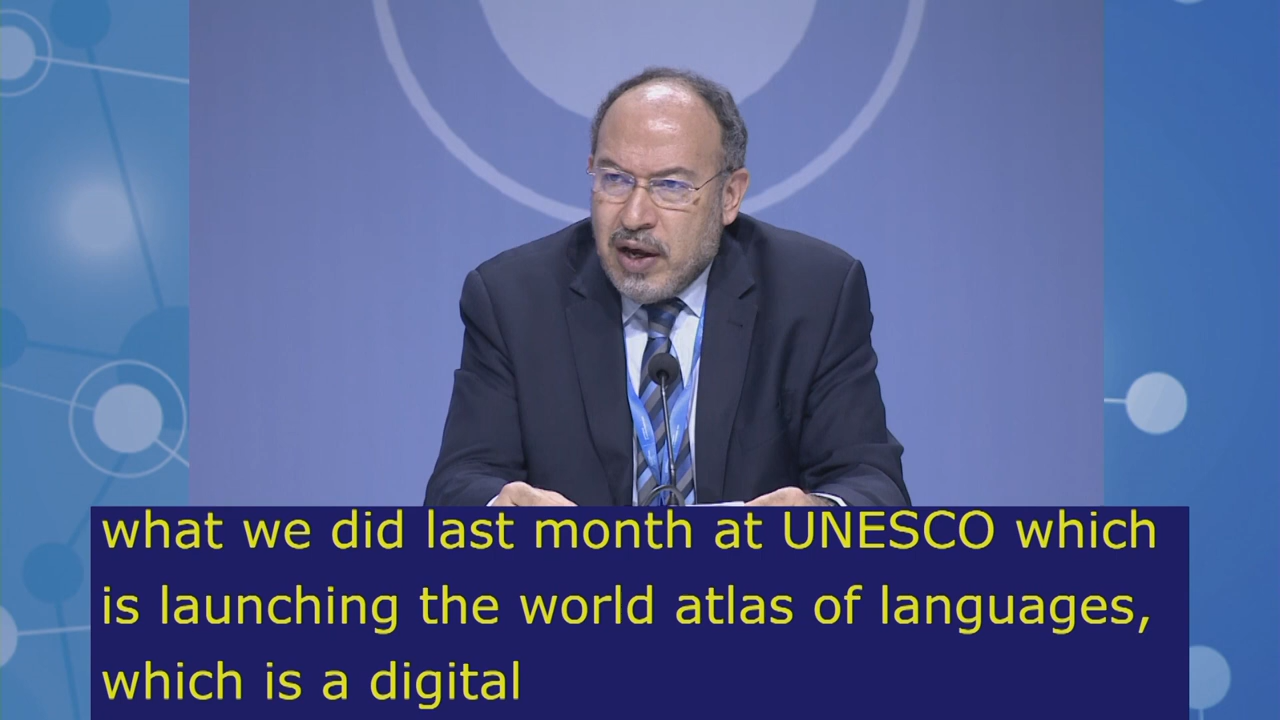 what we did last month at UNESCO which
is launching the world atlas of languages,
which is a digital